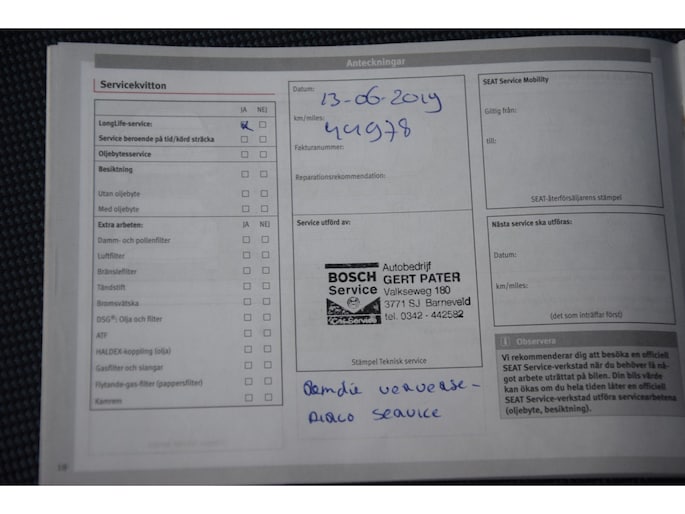 Anteckningar
Servicekvitton
JA NEJ
LongLife-service:
Service beroende på tid/körd sträcka
Oljebytesservice
Besiktning
Utan oljebyte
Med oljebyte
Extra arbeten: JA NEJ
Damm- och pollenfilter
Luftfilter
Bränslefilter
Tändstift
Bromsvätska
DSG®: Olja och filter
ATF
HALDEX-koppling (olja)
Gasfilter och slangar
Flytande-gas-filter (pappersfilter)
Kamrem
Datum:
13-06-2019
km/miles:
44978
Fakturanummer:
Reparationsrekommendation:
Service utförd av:
BOSCH
Service
Autobedrijf
GERT PATER
Valkseweg 180
3771 SJ Barneveld
tel. 0342 - 442582
Stämpel Teknisk service
service
SEAT Service Mobility
Giltig från:
till:
SEAT-återförsäljarens stämpel
Nästa service ska utföras:
Datum:
km/miles:
(det som inträffar först)
Observera
Vi rekommenderar dig att besöka en officiell
SEAT Service-verkstad när du behöver få nå-
got arbete uträttat på bilen. Din bils värde
kan ökas om du hela tiden låter en officiell
SEAT Service-verkstad utföra servicearbetena
(oljebyte, besiktning).